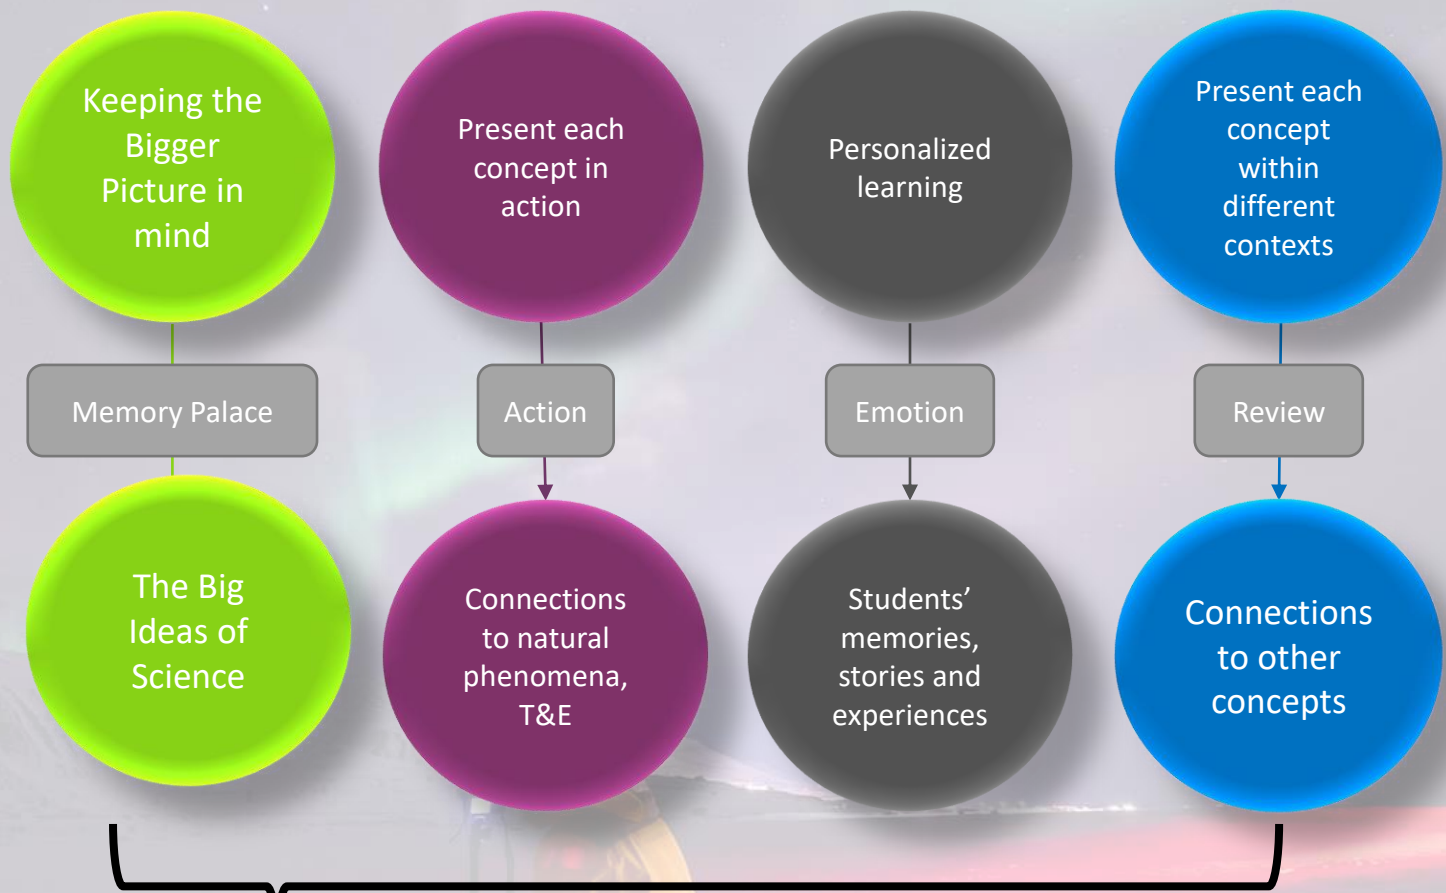 Keeping the
Bigger
Picture in
mind
Present each
concept in
action
Personalized
learning
Present each
concept
within
different
contexts
Memory Palace
Action
Emotion
Review
The Big
Ideas of
Science
Connections
to natural
phenomena,
T&E
Students’
memories,
stories and
experiences
Connections
to other
concepts